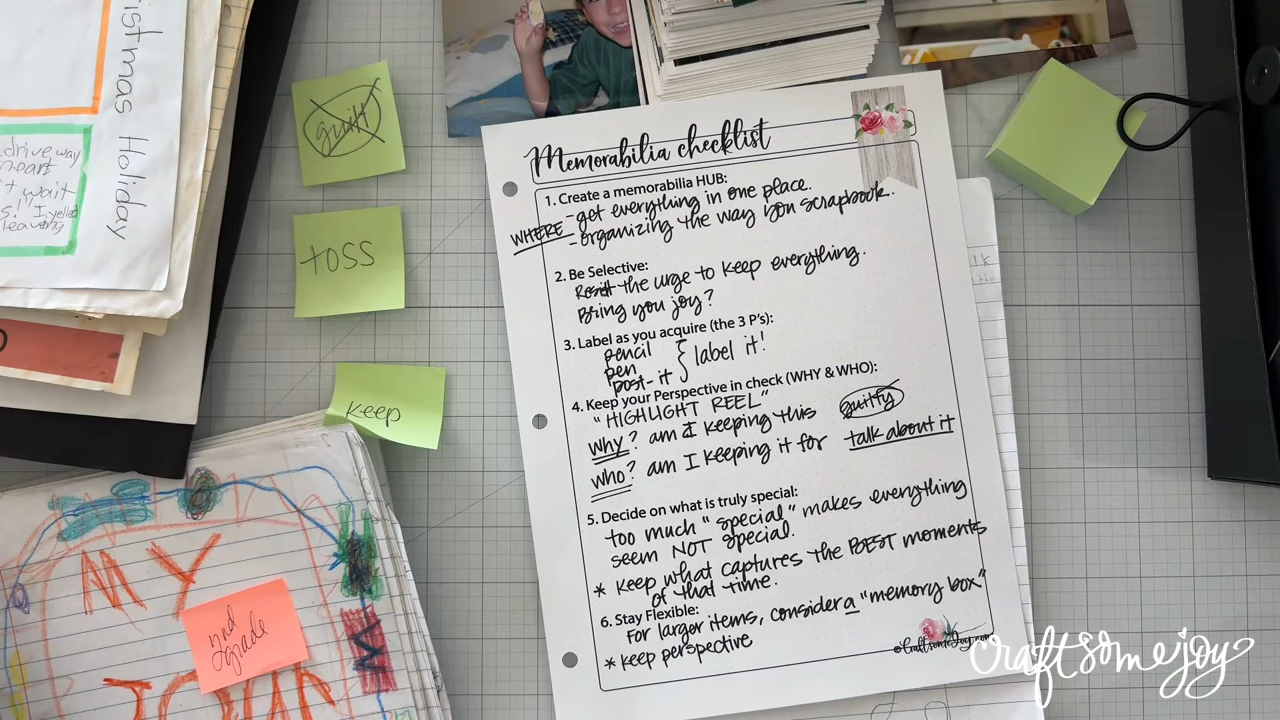 istmas Holiday
drive way
heart
t wait
s! " I yelled
leaving
guilt
toss
Keep
MY
JOUR
2nd
grade
Memorabilia checklist
1. Create a memorabilia HUB:
WHERE - get everything in one place.
- organizing the way you scrapbook.
2. Be Selective:
Resist the urge to keep everything.
Bring you joy?
3. Label as you acquire (the 3 P's):
pencil
pen
post-it } label it!
4. Keep your Perspective in check (WHY & WHO):
"HIGHLIGHT REEL"
why? am I keeping this guilty
who? am I keeping it for talk about it
5. Decide on what is truly special:
too much "special" makes everything
seem NOT special.
* Keep what captures the BEST moments
of that time.
6. Stay Flexible:
For larger items, consider a "memory box"
* keep perspective
©craftsomejoy.com
craftsomejoy